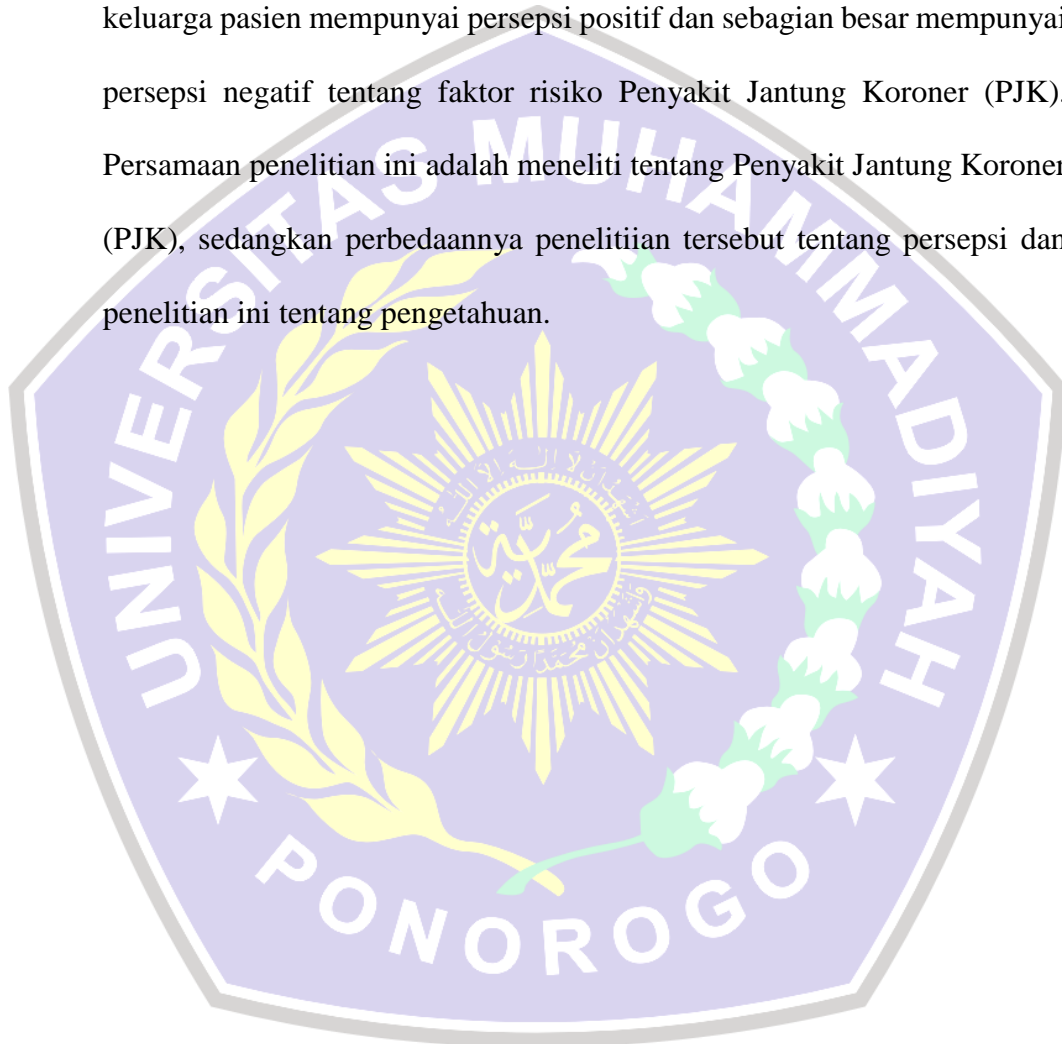 keluarga pasien mempunyai persepsi positif dan sebagian besar mempunyai
persepsi negatif tentang faktor risiko Penyakit Jantung Koroner (PJK).
Persamaan penelitian ini adalah meneliti tentang Penyakit Jantung Koroner
(PJK), sedangkan perbedaannya penelitiian tersebut tentang persepsi dan
penelitian ini tentang pengetahuan.
UNIVERSITAS MUHAMMADIYAH
PONOROGO
محمدية